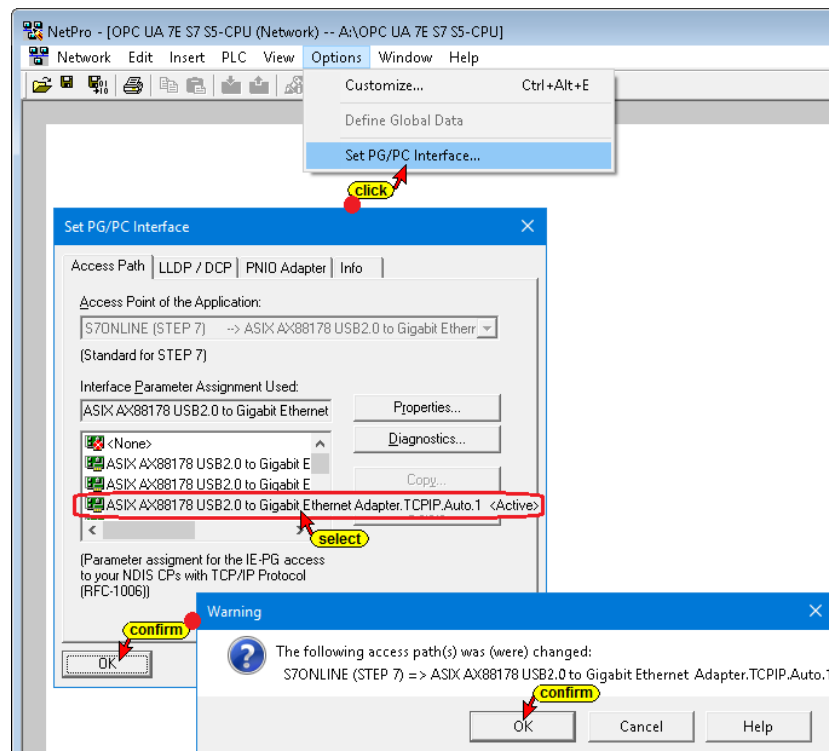 NetPro - [OPC UA 7E S7 S5-CPU (Network) -- A:\OPC UA 7E S7 S5-CPU]
Network Edit Insert PLC View Options Window Help
Customize... Ctrl+Alt+E
Define Global Data
Set PG/PC Interface...
click
Set PG/PC Interface
Access Path LLDP / DCP PNIO Adapter Info
Access Point of the Application:
S7ONLINE (STEP 7) --> ASIX AX88178 USB2.0 to Gigabit Etherr
(Standard for STEP 7)
Interface Parameter Assignment Used:
ASIX AX88178 USB2.0 to Gigabit Ethernet Properties...
<None> Diagnostics...
ASIX AX88178 USB2.0 to Gigabit E
ASIX AX88178 USB2.0 to Gigabit E Copy...
ASIX AX88178 USB2.0 to Gigabit Ethernet Adapter.TCPIP.Auto.1 <Active>
select
(Parameter assigment for the IE-PG access
to your NDIS CPs with TCP/IP Protocol
(RFC-1006))
Warning
confirm
OK
The following access path(s) was (were) changed:
S7ONLINE (STEP 7) => ASIX AX88178 USB2.0 to Gigabit Ethernet Adapter.TCPIP.Auto.1
confirm
OK Cancel Help